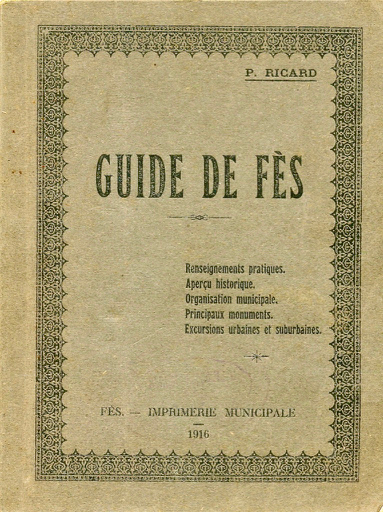 P. RICARD
GUIDE DE FÈS
Renseignements pratiques.
Aperçu historique.
Organisation municipale.
Principaux monuments.
Excursions urbaines et suburbaines.
FÈS. — IMPRIMERIE MUNICIPALE
1916